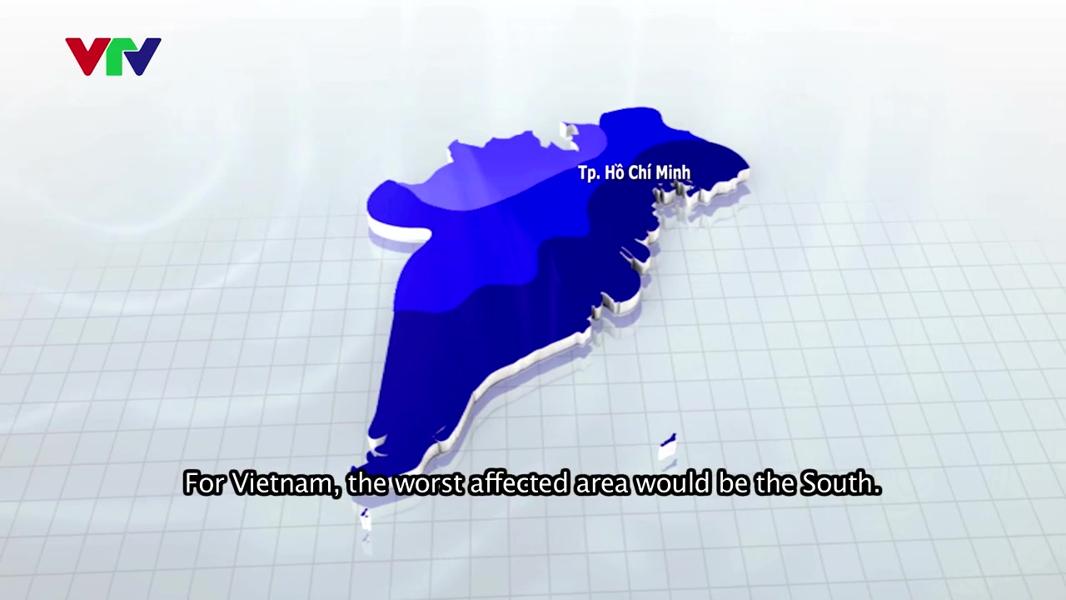 VTV
Tp. Hồ Chí Minh
For Vietnam, the worst affected area would be the South.